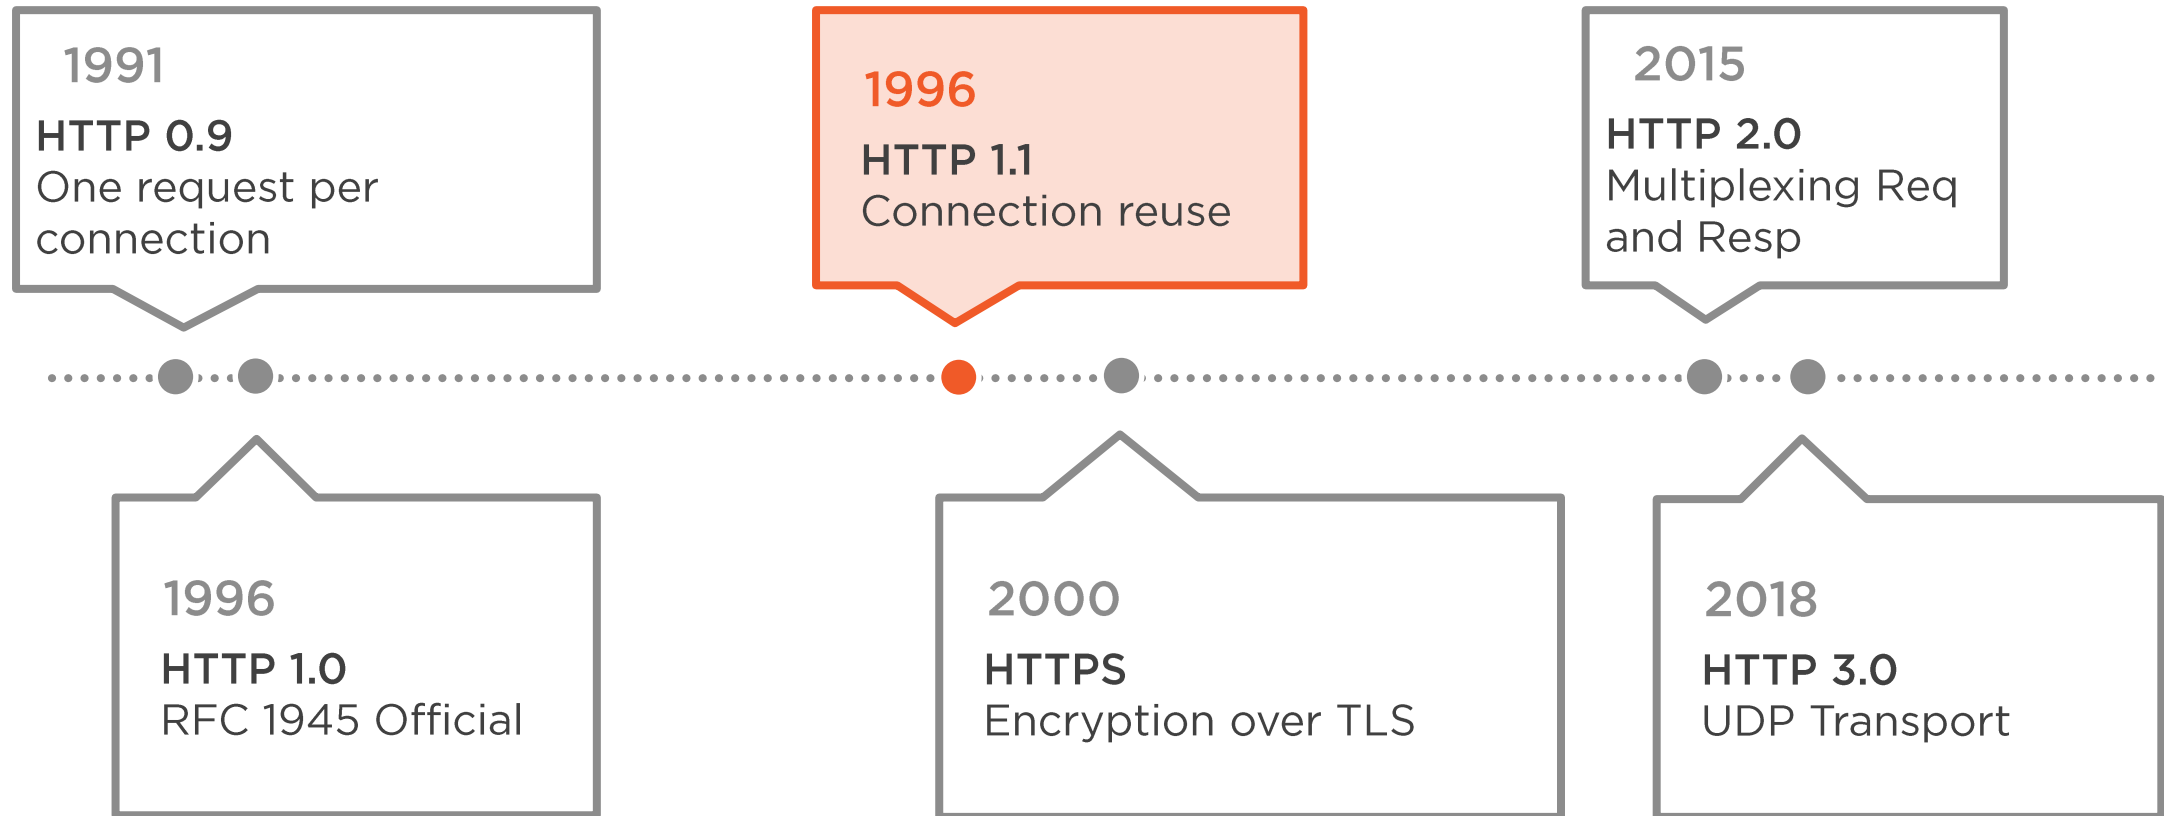 1991
HTTP 0.9
One request per
connection
1996
HTTP 1.1
Connection reuse
2015
HTTP 2.0
Multiplexing Req
and Resp
1996
HTTP 1.0
RFC 1945 Official
2000
HTTPS
Encryption over TLS
2018
HTTP 3.0
UDP Transport